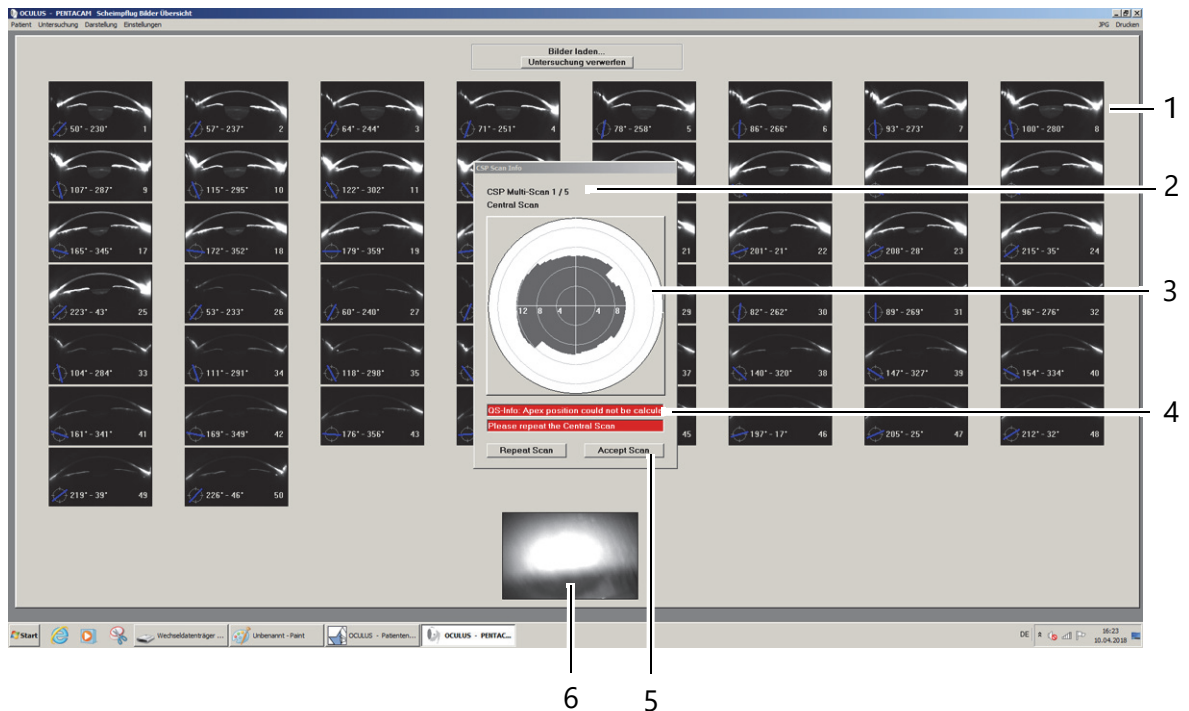 OCULUS - PENTACAM Scheimpflug Bilder Übersicht
Patient Untersuchung Darstellung Einstellungen JPG Drucken
Bilder laden...
Untersuchung verwerfen
50° - 230° 1 57° - 237° 2 64° - 244° 3 71° - 251° 4 78° - 258° 5 86° - 266° 6 93° - 273° 7 100° - 280° 8
1
107° - 287° 9 115° - 295° 10 122° - 302° 11
165° - 345° 17 172° - 352° 18 179° - 359° 19 21 201° - 21° 22 208° - 28° 23 215° - 35° 24
223° - 43° 25 53° - 233° 26 60° - 240° 27 29 82° - 262° 30 89° - 269° 31 96° - 276° 32
104° - 284° 33 111° - 291° 34 118° - 298° 35 37 140° - 320° 38 147° - 327° 39 154° - 334° 40
161° - 341° 41 169° - 349° 42 176° - 356° 43 45 197° - 17° 46 205° - 25° 47 212° - 32° 48
219° - 39° 49 226° - 46° 50
CSP Scan Info
CSP Multi-Scan 1 / 5
2
Central Scan
3
12 8 4 4 8
QS-Info: Apex position could not be calcula
4
Please repeat the Central Scan
Repeat Scan Accept Scan
Start Wechseldatenträger ... Unbenannt - Paint OCULUS - Patienten... OCULUS - PENTAC... DE 16:23
10.04.2018
6 5